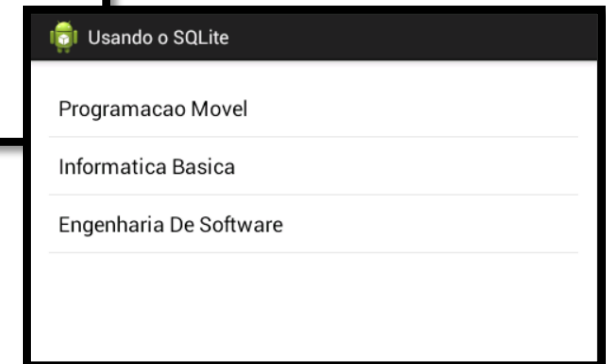 Usando o SQLite
Programacao Movel
Informatica Basica
Engenharia De Software